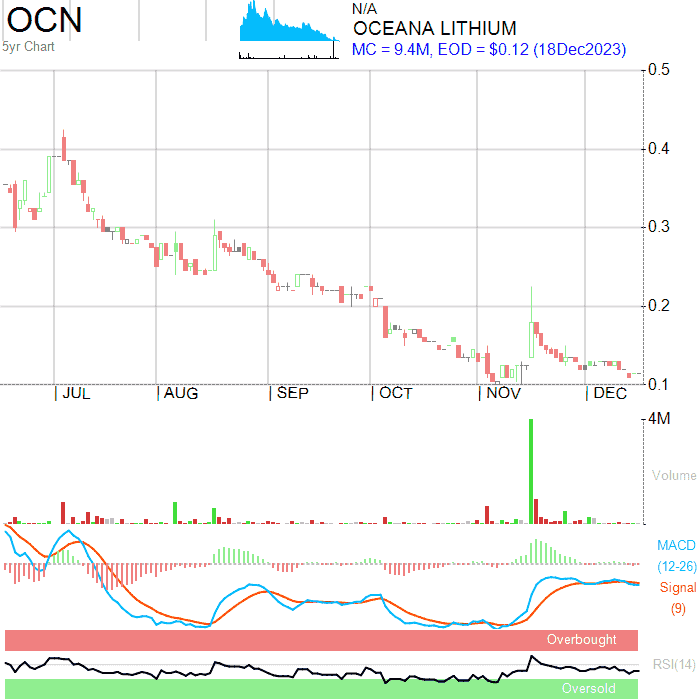 OCN
5yr Chart
N/A
OCEANA LITHIUM
MC = 9.4M, EOD = $0.12 (18Dec2023)
0.5
0.4
0.3
0.2
0.1
JUL AUG SEP OCT NOV DEC
4M
Volume
MACD
(12-26)
Signal
(9)
Overbought
RSI(14)
Oversold